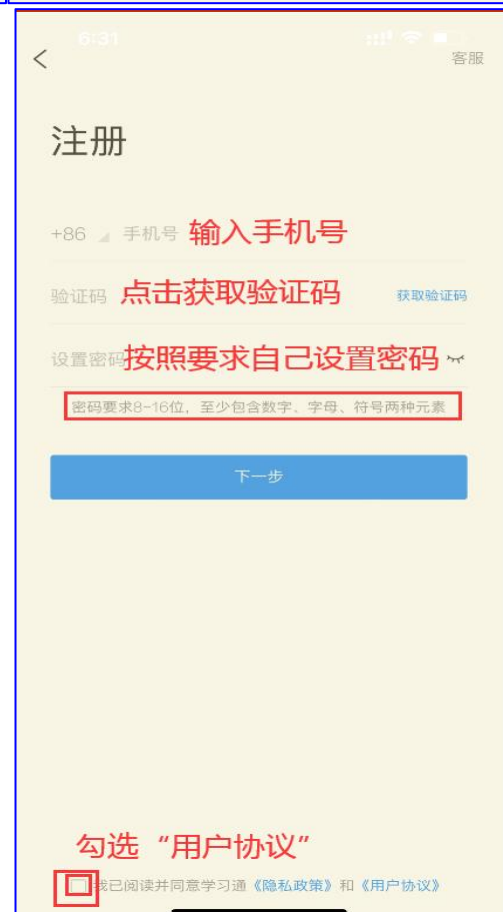 6:31
客服
注册
+86 手机号 输入手机号
验证码 点击获取验证码 获取验证码
设置密码 按照要求自己设置密码
密码要求8-16位，至少包含数字、字母、符号两种元素
下一步
勾选 “用户协议”
我已阅读并同意学习通《隐私政策》和《用户协议》